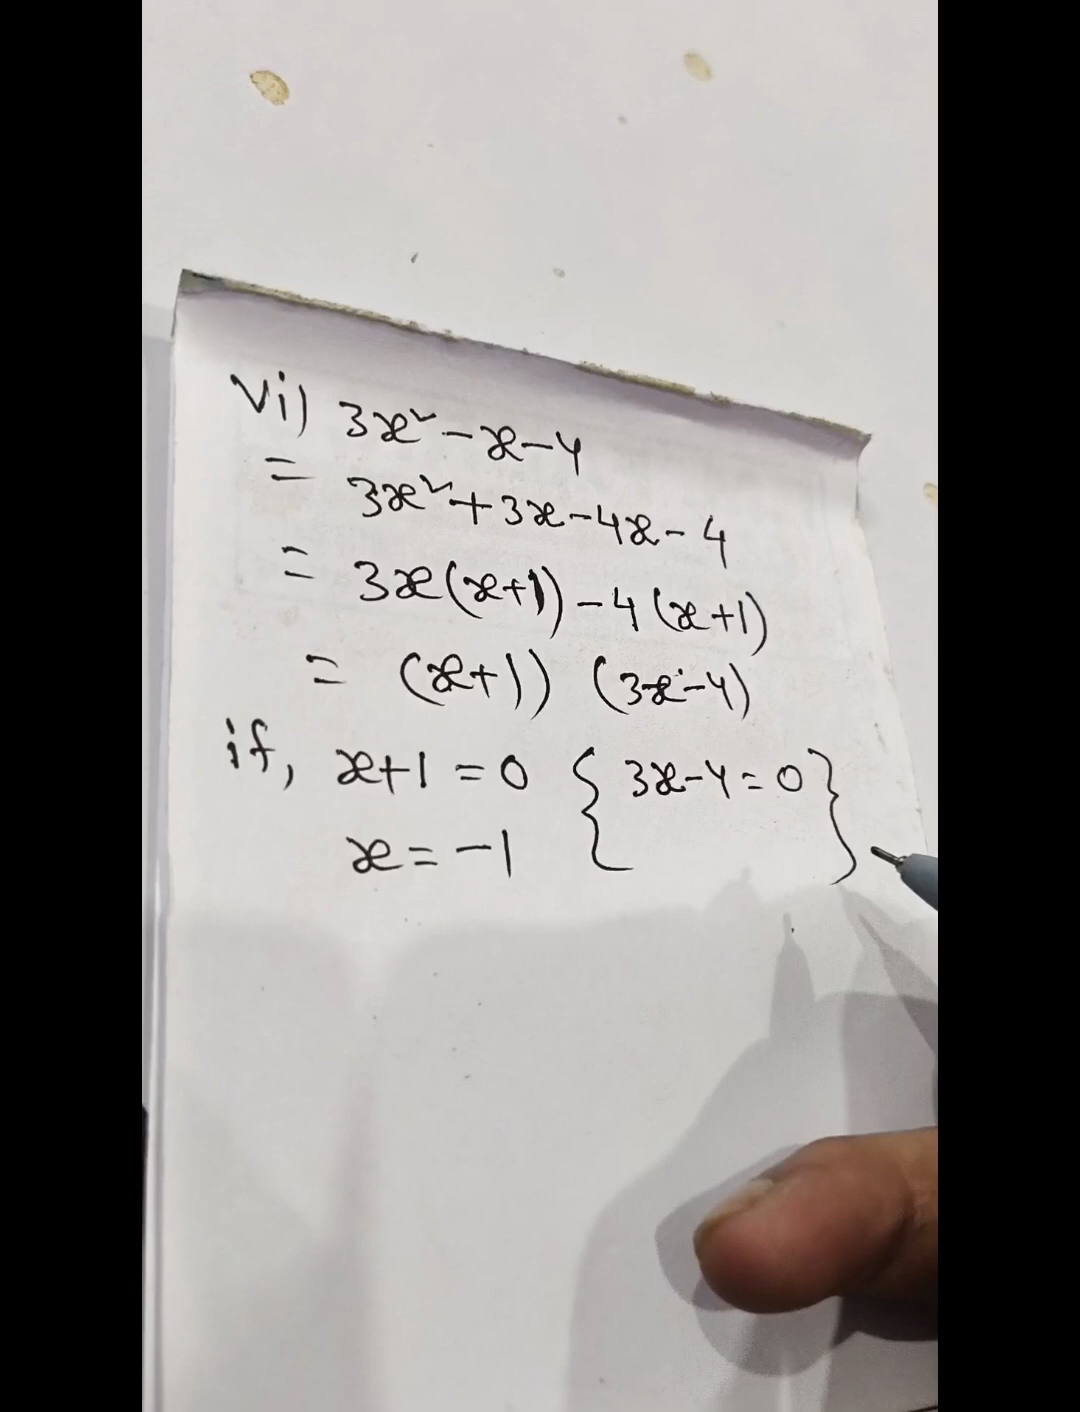 vi) 3x² - x - 4
= 3x² + 3x - 4x - 4
= 3x(x+1) - 4(x+1)
= (x+1) (3x-4)
if, x+1 = 0 { 3x-4 = 0 }
x = -1